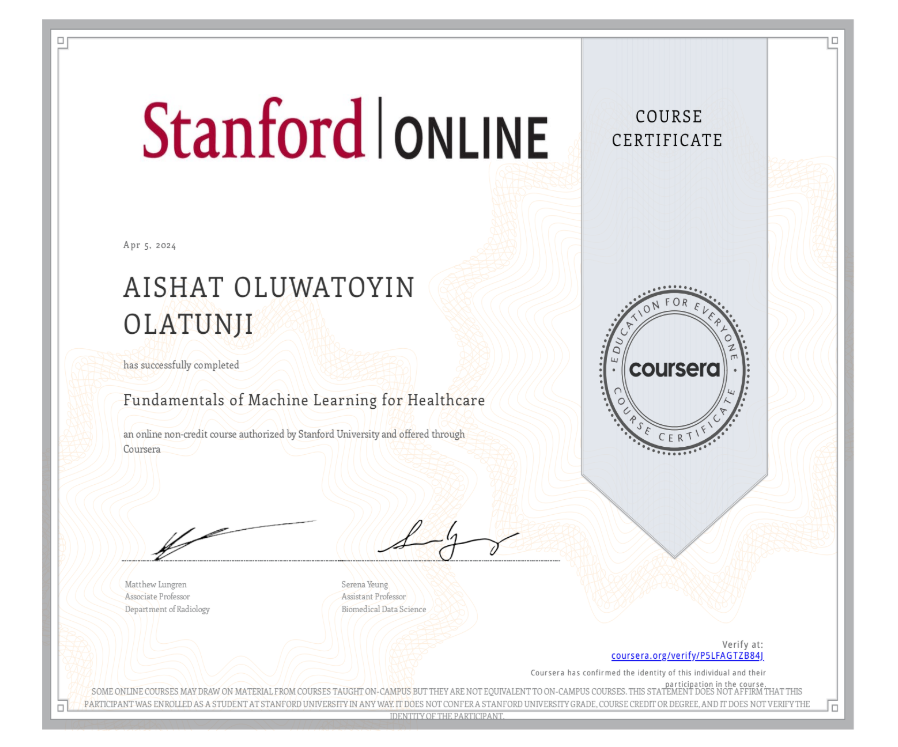 Stanford | ONLINE
COURSE
CERTIFICATE
Apr 5, 2024
AISHAT OLUWATOYIN
OLATUNJI
has successfully completed
Fundamentals of Machine Learning for Healthcare
an online non-credit course authorized by Stanford University and offered through
Coursera
EDUCATION FOR EVERYONE
coursera
COURSE CERTIFICATE
Matthew Lungren
Associate Professor
Department of Radiology
Serena Yeung
Assistant Professor
Biomedical Data Science
Verify at:
coursera.org/verify/P5LFAGTZB84J
Coursera has confirmed the identity of this individual and their
participation in the course.
SOME ONLINE COURSES MAY DRAW ON MATERIAL FROM COURSES TAUGHT ON-CAMPUS BUT THEY ARE NOT EQUIVALENT TO ON-CAMPUS COURSES. THIS STATEMENT DOES NOT AFFIRM THAT THIS
PARTICIPANT WAS ENROLLED AS A STUDENT AT STANFORD UNIVERSITY IN ANY WAY. IT DOES NOT CONFER A STANFORD UNIVERSITY GRADE, COURSE CREDIT OR DEGREE, AND IT DOES NOT VERIFY THE
IDENTITY OF THE PARTICIPANT.